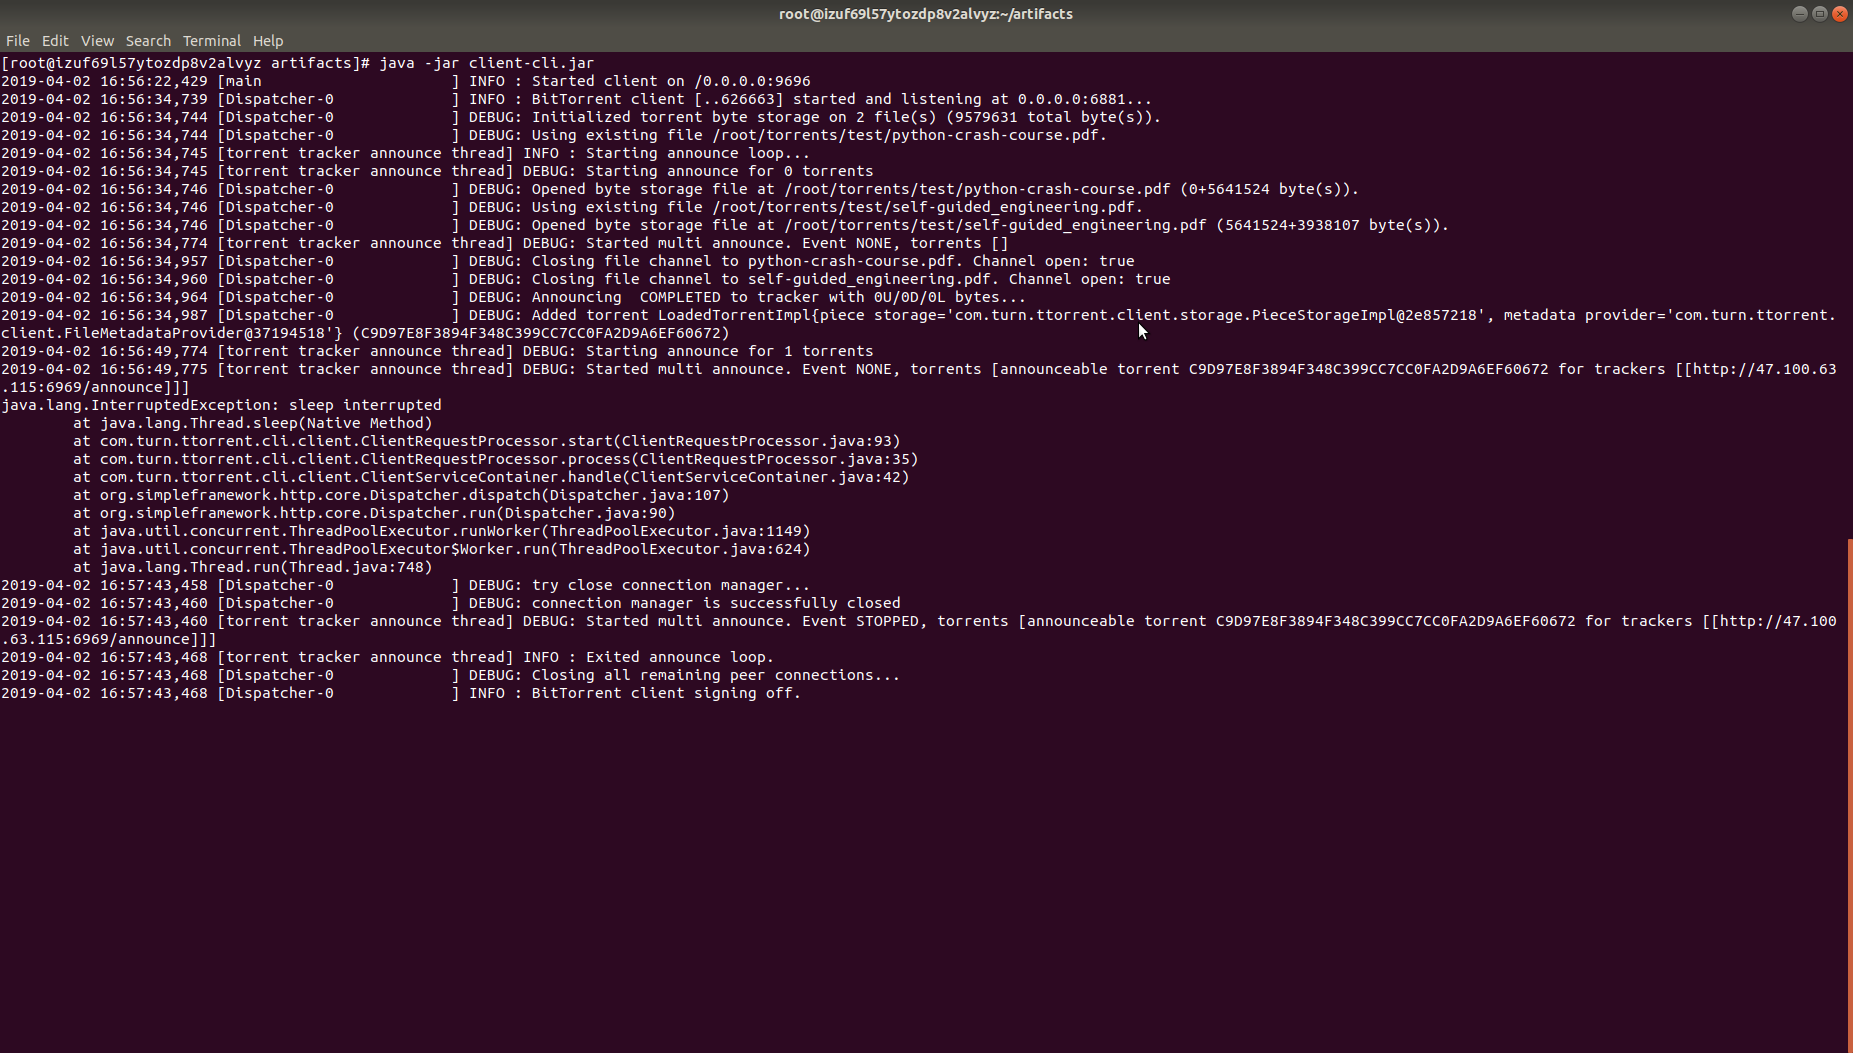 root@izuf69l57ytozdp8v2alvyz:~/artifacts
File Edit View Search Terminal Help
[root@izuf69l57ytozdp8v2alvyz artifacts]# java -jar client-cli.jar
2019-04-02 16:56:22,429 [main                     ] INFO : Started client on /0.0.0.0:9696
2019-04-02 16:56:34,739 [Dispatcher-0             ] INFO : BitTorrent client [..626663] started and listening at 0.0.0.0:6881...
2019-04-02 16:56:34,744 [Dispatcher-0             ] DEBUG: Initialized torrent byte storage on 2 file(s) (9579631 total byte(s)).
2019-04-02 16:56:34,744 [Dispatcher-0             ] DEBUG: Using existing file /root/torrents/test/python-crash-course.pdf.
2019-04-02 16:56:34,745 [torrent tracker announce thread] INFO : Starting announce loop...
2019-04-02 16:56:34,745 [torrent tracker announce thread] DEBUG: Starting announce for 0 torrents
2019-04-02 16:56:34,746 [Dispatcher-0             ] DEBUG: Opened byte storage file at /root/torrents/test/python-crash-course.pdf (0+5641524 byte(s)).
2019-04-02 16:56:34,746 [Dispatcher-0             ] DEBUG: Using existing file /root/torrents/test/self-guided_engineering.pdf.
2019-04-02 16:56:34,746 [Dispatcher-0             ] DEBUG: Opened byte storage file at /root/torrents/test/self-guided_engineering.pdf (5641524+3938107 byte(s)).
2019-04-02 16:56:34,774 [torrent tracker announce thread] DEBUG: Started multi announce. Event NONE, torrents []
2019-04-02 16:56:34,957 [Dispatcher-0             ] DEBUG: Closing file channel to python-crash-course.pdf. Channel open: true
2019-04-02 16:56:34,960 [Dispatcher-0             ] DEBUG: Closing file channel to self-guided_engineering.pdf. Channel open: true
2019-04-02 16:56:34,964 [Dispatcher-0             ] DEBUG: Announcing  COMPLETED to tracker with 0U/0D/0L bytes...
2019-04-02 16:56:34,987 [Dispatcher-0             ] DEBUG: Added torrent LoadedTorrentImpl{piece storage='com.turn.ttorrent.client.storage.PieceStorageImpl@2e857218', metadata provider='com.turn.ttorrent.
client.FileMetadataProvider@37194518'} (C9D97E8F3894F348C399CC7CC0FA2D9A6EF60672)
2019-04-02 16:56:49,774 [torrent tracker announce thread] DEBUG: Starting announce for 1 torrents
2019-04-02 16:56:49,775 [torrent tracker announce thread] DEBUG: Started multi announce. Event NONE, torrents [announceable torrent C9D97E8F3894F348C399CC7CC0FA2D9A6EF60672 for trackers [[http://47.100.63
.115:6969/announce]]]
java.lang.InterruptedException: sleep interrupted
        at java.lang.Thread.sleep(Native Method)
        at com.turn.ttorrent.cli.client.ClientRequestProcessor.start(ClientRequestProcessor.java:93)
        at com.turn.ttorrent.cli.client.ClientRequestProcessor.process(ClientRequestProcessor.java:35)
        at com.turn.ttorrent.cli.client.ClientServiceContainer.handle(ClientServiceContainer.java:42)
        at org.simpleframework.http.core.Dispatcher.dispatch(Dispatcher.java:107)
        at org.simpleframework.http.core.Dispatcher.run(Dispatcher.java:90)
        at java.util.concurrent.ThreadPoolExecutor.runWorker(ThreadPoolExecutor.java:1149)
        at java.util.concurrent.ThreadPoolExecutor$Worker.run(ThreadPoolExecutor.java:624)
        at java.lang.Thread.run(Thread.java:748)
2019-04-02 16:57:43,458 [Dispatcher-0             ] DEBUG: try close connection manager...
2019-04-02 16:57:43,460 [Dispatcher-0             ] DEBUG: connection manager is successfully closed
2019-04-02 16:57:43,460 [torrent tracker announce thread] DEBUG: Started multi announce. Event STOPPED, torrents [announceable torrent C9D97E8F3894F348C399CC7CC0FA2D9A6EF60672 for trackers [[http://47.100
.63.115:6969/announce]]]
2019-04-02 16:57:43,468 [torrent tracker announce thread] INFO : Exited announce loop.
2019-04-02 16:57:43,468 [Dispatcher-0             ] DEBUG: Closing all remaining peer connections...
2019-04-02 16:57:43,468 [Dispatcher-0             ] INFO : BitTorrent client signing off.